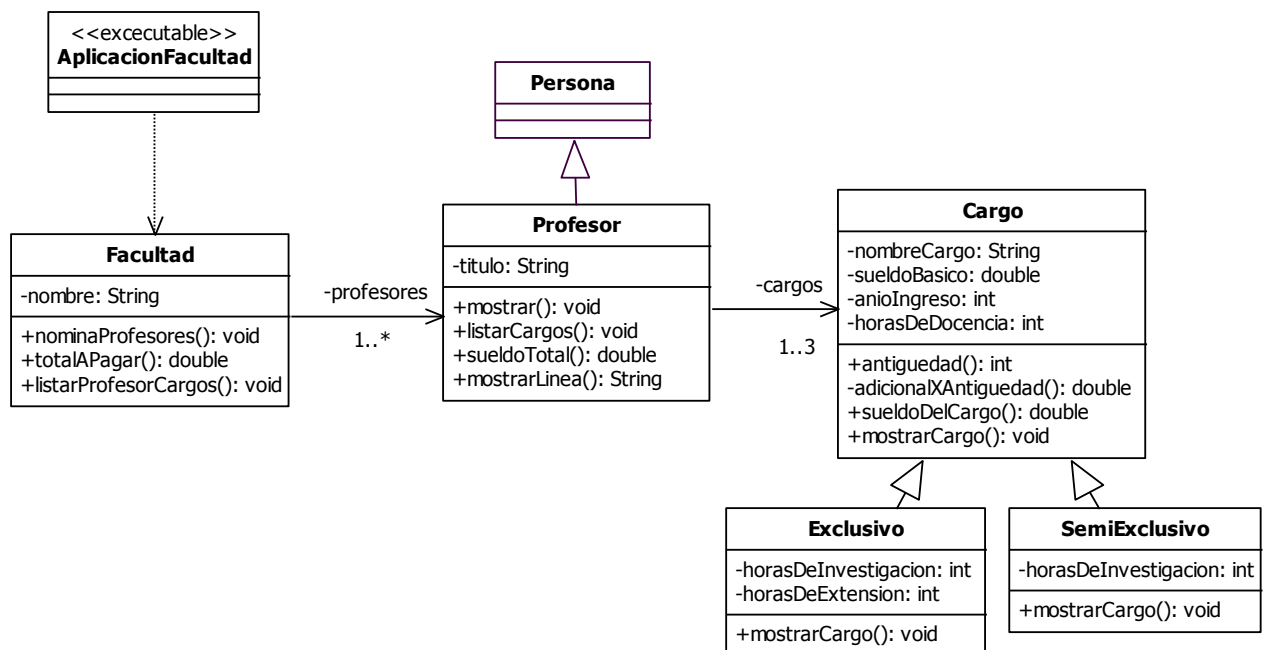 <<excecutable>>
AplicacionFacultad
Persona
Facultad
-nombre: String
+nominaProfesores(): void
+totalAPagar(): double
+listarProfesorCargos(): void
-profesores
1..*
Profesor
-titulo: String
+mostrar(): void
+listarCargos(): void
+sueldoTotal(): double
+mostrarLinea(): String
-cargos
1..3
Cargo
-nombreCargo: String
-sueldoBasico: double
-anioIngreso: int
-horasDeDocencia: int
+antiguedad(): int
-adicionalXAntiguedad(): double
+sueldoDelCargo(): double
+mostrarCargo(): void
Exclusivo
-horasDeInvestigacion: int
-horasDeExtension: int
+mostrarCargo(): void
SemiExclusivo
-horasDeInvestigacion: int
+mostrarCargo(): void